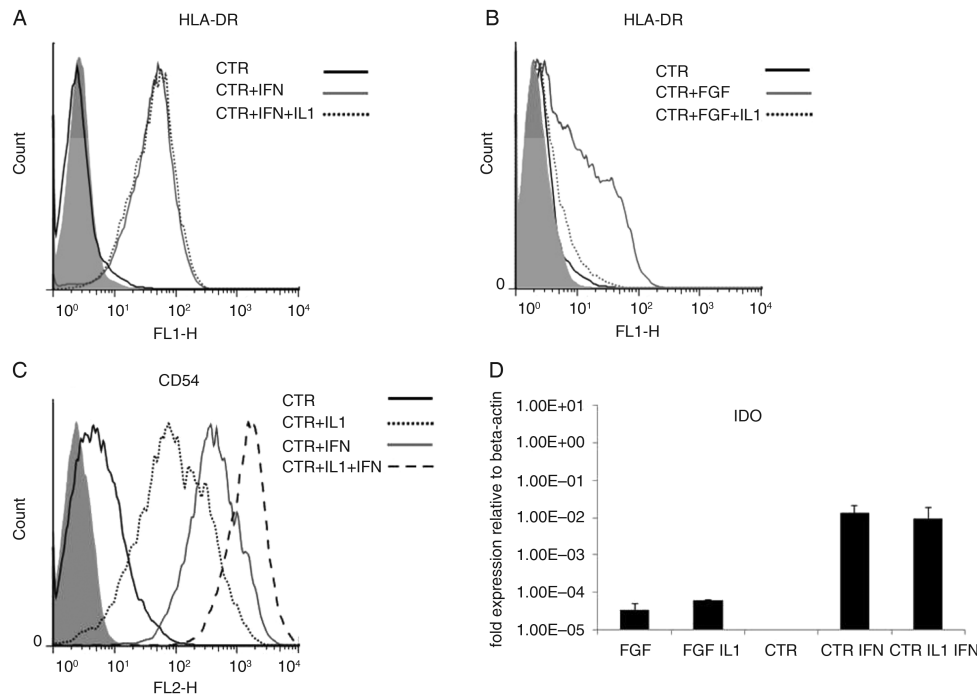 A
HLA-DR
CTR
CTR+IFN
CTR+IFN+IL1
Count
10⁰ 10¹ 10² 10³ 10⁴
FL1-H
B
HLA-DR
CTR
CTR+FGF
CTR+FGF+IL1
Count
0
10⁰ 10¹ 10² 10³ 10⁴
FL1-H
C
CD54
CTR
CTR+IL1
CTR+IFN
CTR+IL1+IFN
Count
0
10⁰ 10¹ 10² 10³ 10⁴
FL2-H
D
IDO
fold expression relative to beta-actin
1.00E+01
1.00E+00
1.00E–01
1.00E–02
1.00E–03
1.00E–04
1.00E–05
FGF FGF IL1 CTR CTR IFN CTR IL1 IFN